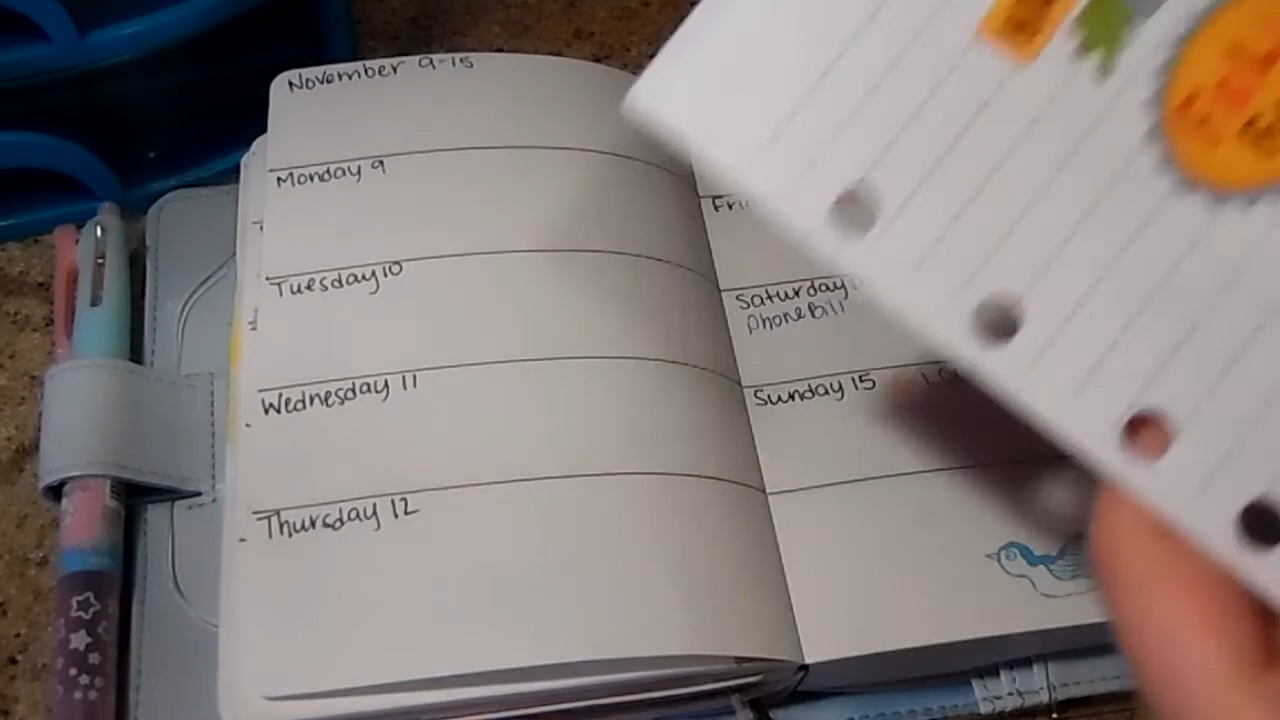 November 9-15
Monday 9
Tuesday 10
Wednesday 11
Thursday 12
Saturday
Phone Bill
Sunday 15